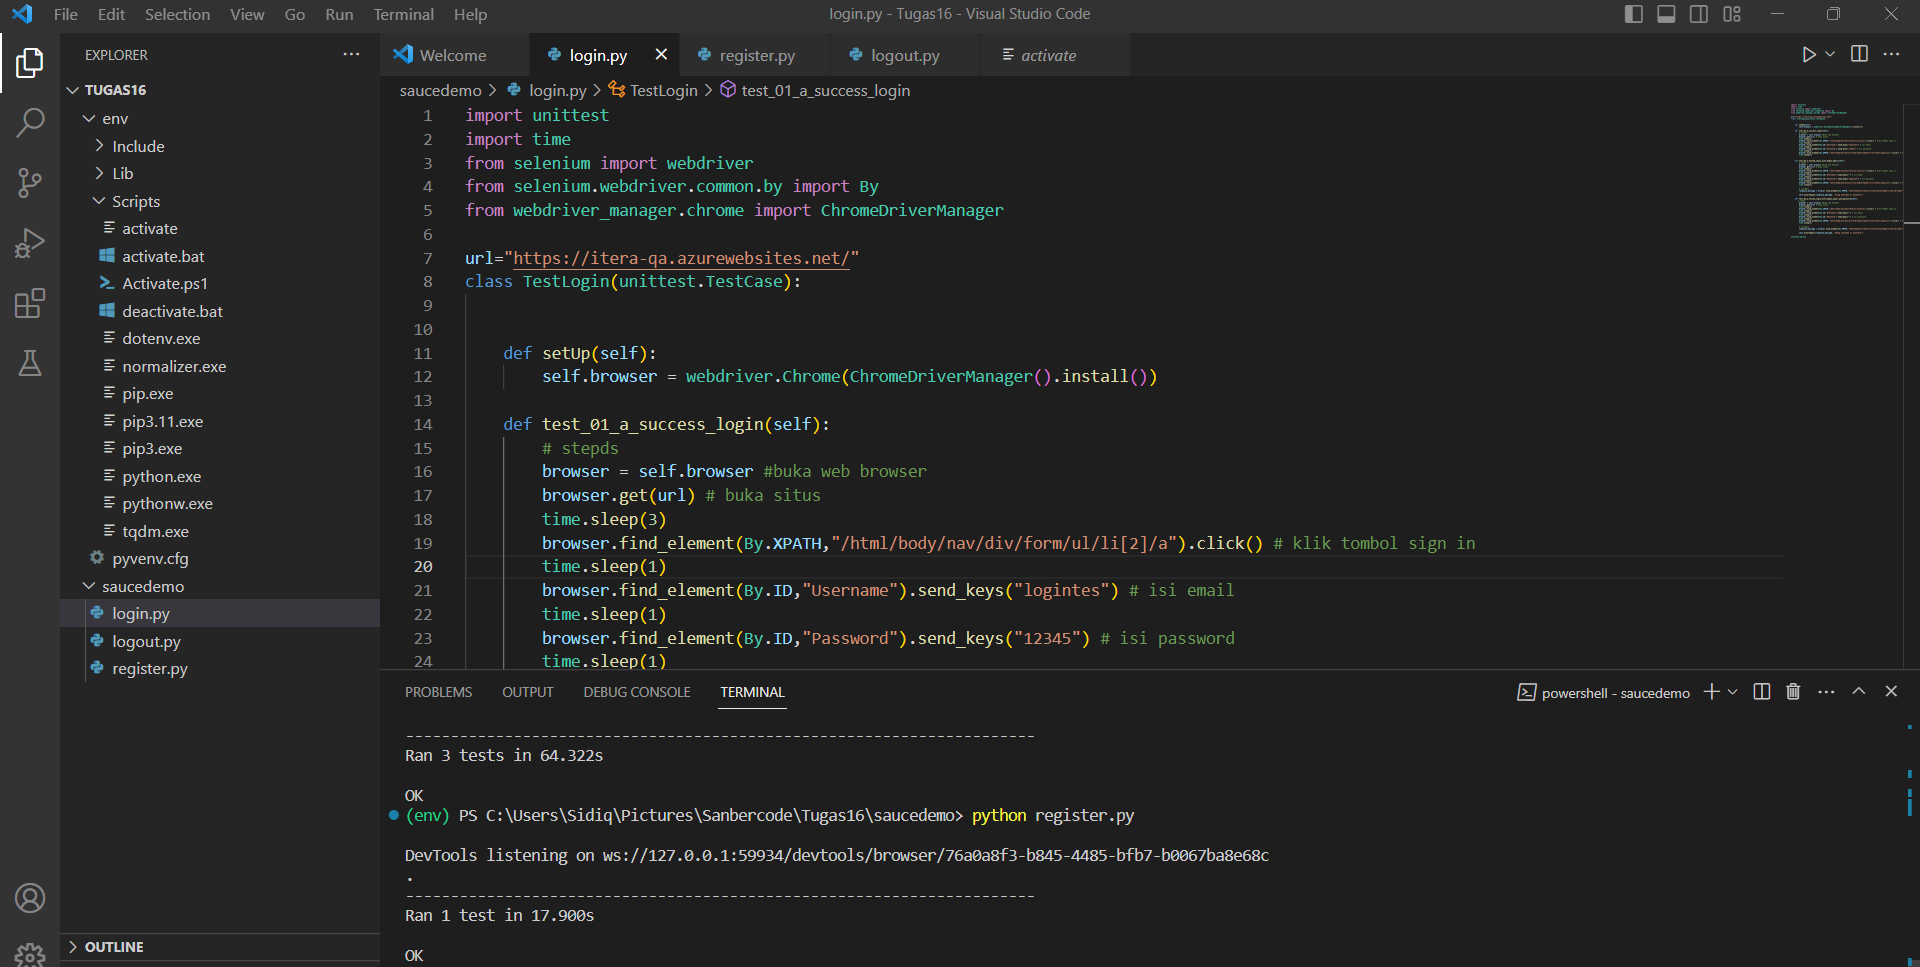 File Edit Selection View Go Run Terminal Help
login.py - Tugas16 - Visual Studio Code
EXPLORER
TUGAS16
env
Include
Lib
Scripts
activate
activate.bat
Activate.ps1
deactivate.bat
dotenv.exe
normalizer.exe
pip.exe
pip3.11.exe
pip3.exe
python.exe
pythonw.exe
tqdm.exe
pyvenv.cfg
saucedemo
login.py
logout.py
register.py
OUTLINE
Welcome login.py register.py logout.py activate
saucedemo > login.py > TestLogin > test_01_a_success_login
1 import unittest
2 import time
3 from selenium import webdriver
4 from selenium.webdriver.common.by import By
5 from webdriver_manager.chrome import ChromeDriverManager
6
7 url="https://itera-qa.azurewebsites.net/"
8 class TestLogin(unittest.TestCase):
9
10
11 def setUp(self):
12 self.browser = webdriver.Chrome(ChromeDriverManager().install())
13
14 def test_01_a_success_login(self):
15 # stepds
16 browser = self.browser #buka web browser
17 browser.get(url) # buka situs
18 time.sleep(3)
19 browser.find_element(By.XPATH,"/html/body/nav/div/form/ul/li[2]/a").click() # klik tombol sign in
20 time.sleep(1)
21 browser.find_element(By.ID,"Username").send_keys("logintes") # isi email
22 time.sleep(1)
23 browser.find_element(By.ID,"Password").send_keys("12345") # isi password
24 time.sleep(1)
PROBLEMS OUTPUT DEBUG CONSOLE TERMINAL
powershell - saucedemo
----------------------------------------------------------------------
Ran 3 tests in 64.322s
OK
(env) PS C:\Users\Sidiq\Pictures\Sanbercode\Tugas16\saucedemo> python register.py
DevTools listening on ws://127.0.0.1:59934/devtools/browser/76a0a8f3-b845-4485-bfb7-b0067ba8e68c
.
----------------------------------------------------------------------
Ran 1 test in 17.900s
OK